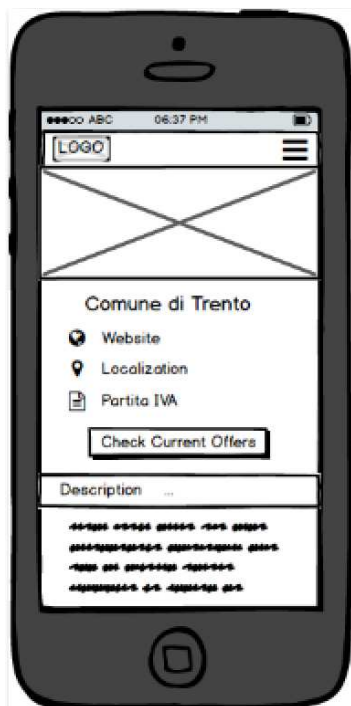 ABC 06:37 PM
LOGO
Comune di Trento
Website
Localization
Partita IVA
Check Current Offers
Description ...